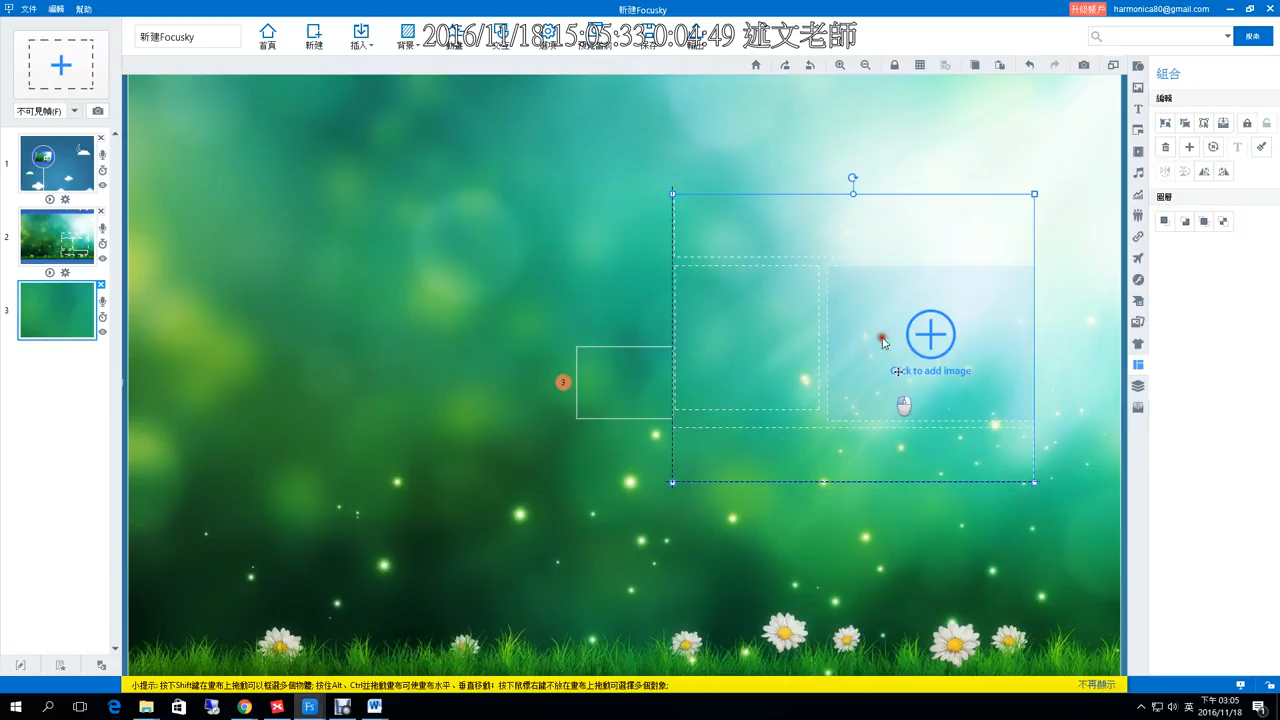 文件 編輯 幫助
新建Focusky
升級帳戶 harmonica80@gmail.com
新建Focusky
首頁 新建 插入 背景
2016/11/18 15:05:33 0:04:49 述文老師
搜索
不可見幀(F)
組合
編輯
圖層
1
2
3
3
Click to add image
小提示: 按下Shift鍵在畫布上拖動可以框選多個物體; 按住Alt、Ctrl並拖動畫布可使畫布水平、垂直移動; 按下鼠標右鍵不放在畫布上拖動可選擇多個對象;
不再顯示
Fs
英
下午 03:05
2016/11/18